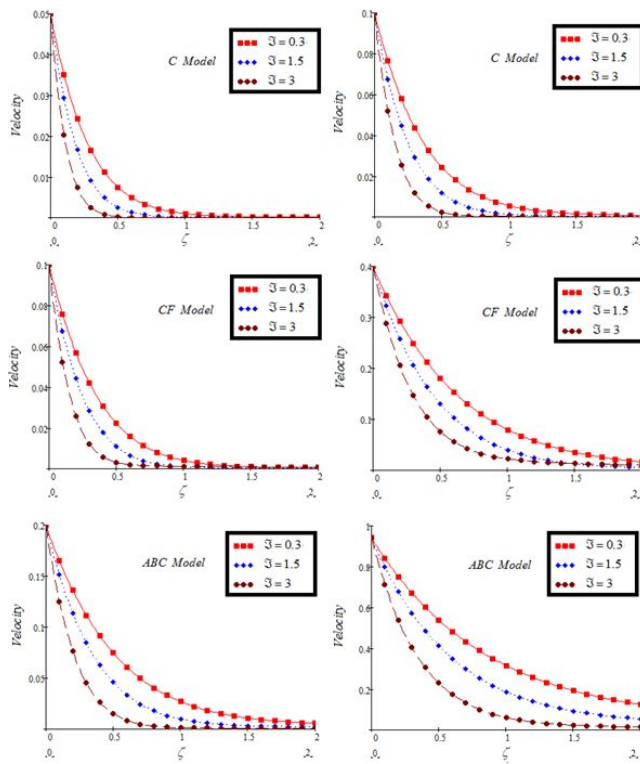 0.05
0.04
0.03
Velocity
0.02
0.01
C Model
ℑ = 0.3
ℑ = 1.5
ℑ = 3
0.5
1
1.5
2
ζ
0.1
0.08
0.06
Velocity
0.04
0.02
C Model
ℑ = 0.3
ℑ = 1.5
ℑ = 3
0
0.5
1
1.5
2
ζ
0.1
0.08
0.06
Velocity
0.04
0.02
CF Model
ℑ = 0.3
ℑ = 1.5
ℑ = 3
0
0.5
1
1.5
2
ζ
0.4
0.3
Velocity
0.2
0.1
CF Model
ℑ = 0.3
ℑ = 1.5
ℑ = 3
0
0.5
1
1.5
2
ζ
0.2
0.15
Velocity
0.1
0.05
ABC Model
ℑ = 0.3
ℑ = 1.5
ℑ = 3
0
0.5
1
1.5
2
ζ
1
0.8
0.6
Velocity
0.4
0.2
ABC Model
ℑ = 0.3
ℑ = 1.5
ℑ = 3
0
0.5
1
1.5
2
ζ